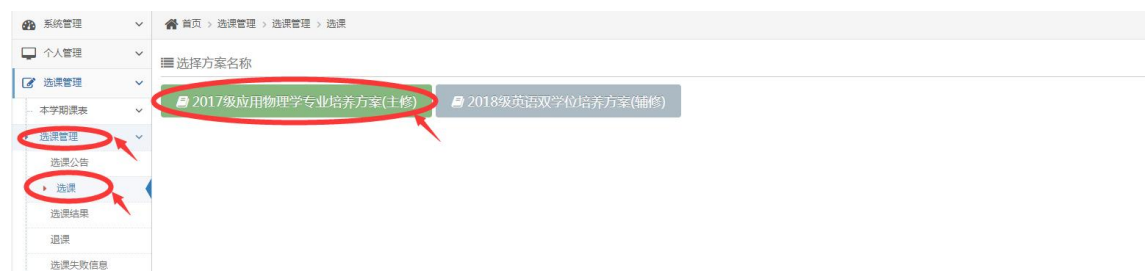 系统管理
个人管理
选课管理
本学期课表
选课管理
选课公告
选课
选课结果
退课
选课失败信息
首页 > 选课管理 > 选课管理 > 选课
选择方案名称
2017级应用物理学专业培养方案(主修)
2018级英语双学位培养方案(辅修)